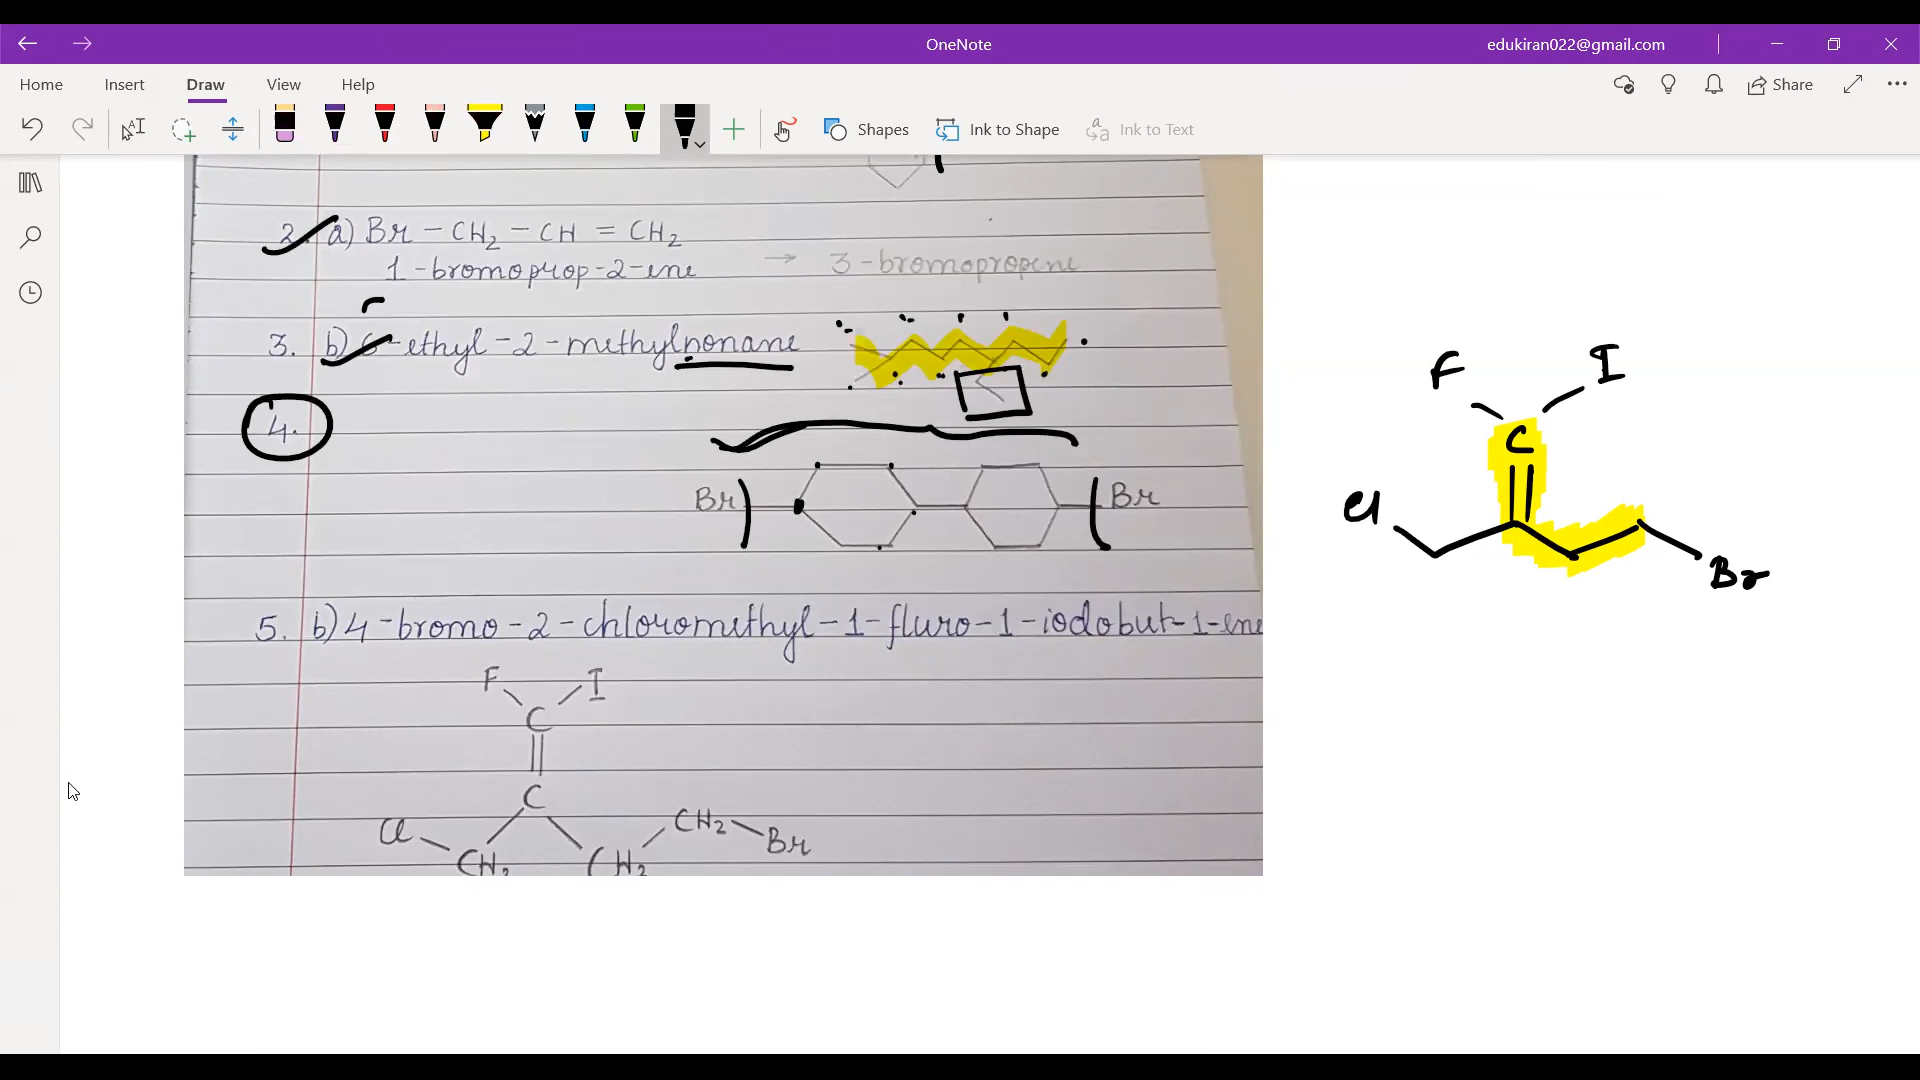 OneNote
edukiran022@gmail.com
Home Insert Draw View Help
Share
Shapes
Ink to Shape
Ink to Text
2. a) Br - CH2 - CH = CH2
1-bromoprop-2-ene → 3-bromopropene
3. b) 6-ethyl-2-methylnonane
4.
Br Br
5. b) 4-bromo-2-chloromethyl-1-fluro-1-iodobut-1-ene
F I
C
C
Cl CH2 CH2 CH2 Br
F I
C
Cl
Br